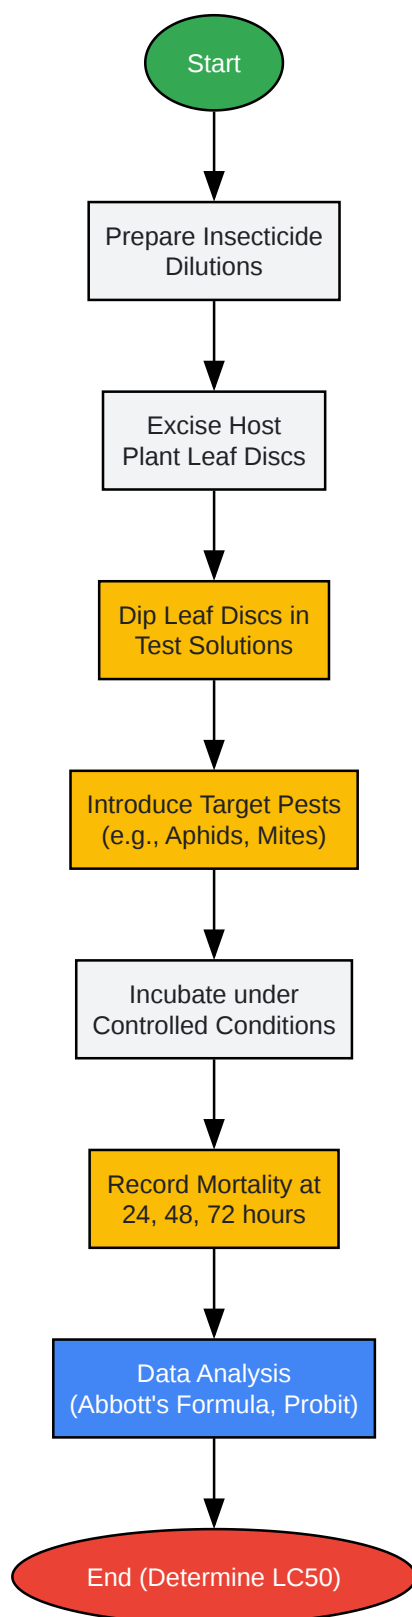 Start
Prepare Insecticide
Dilutions
Excise Host
Plant Leaf Discs
Dip Leaf Discs in
Test Solutions
Introduce Target Pests
(e.g., Aphids, Mites)
Incubate under
Controlled Conditions
Record Mortality at
24, 48, 72 hours
Data Analysis
(Abbott's Formula, Probit)
End (Determine LC50)